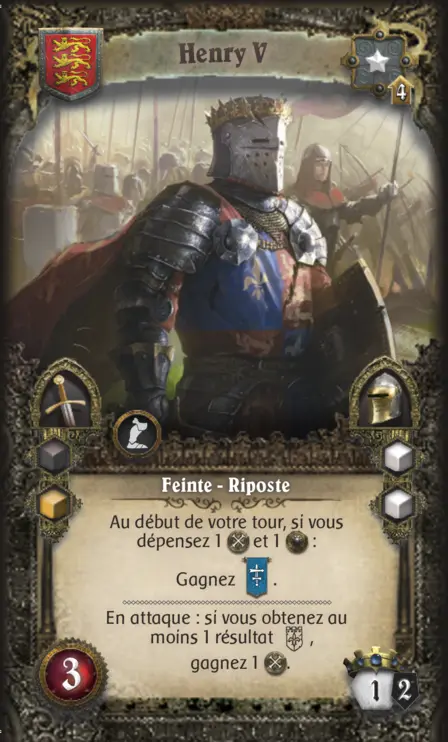 Henry V
4
Feinte - Riposte
Au début de votre tour, si vous
dépensez 1 et 1 :
Gagnez .
En attaque : si vous obtenez au
moins 1 résultat ,
gagnez 1 .
3
1 2